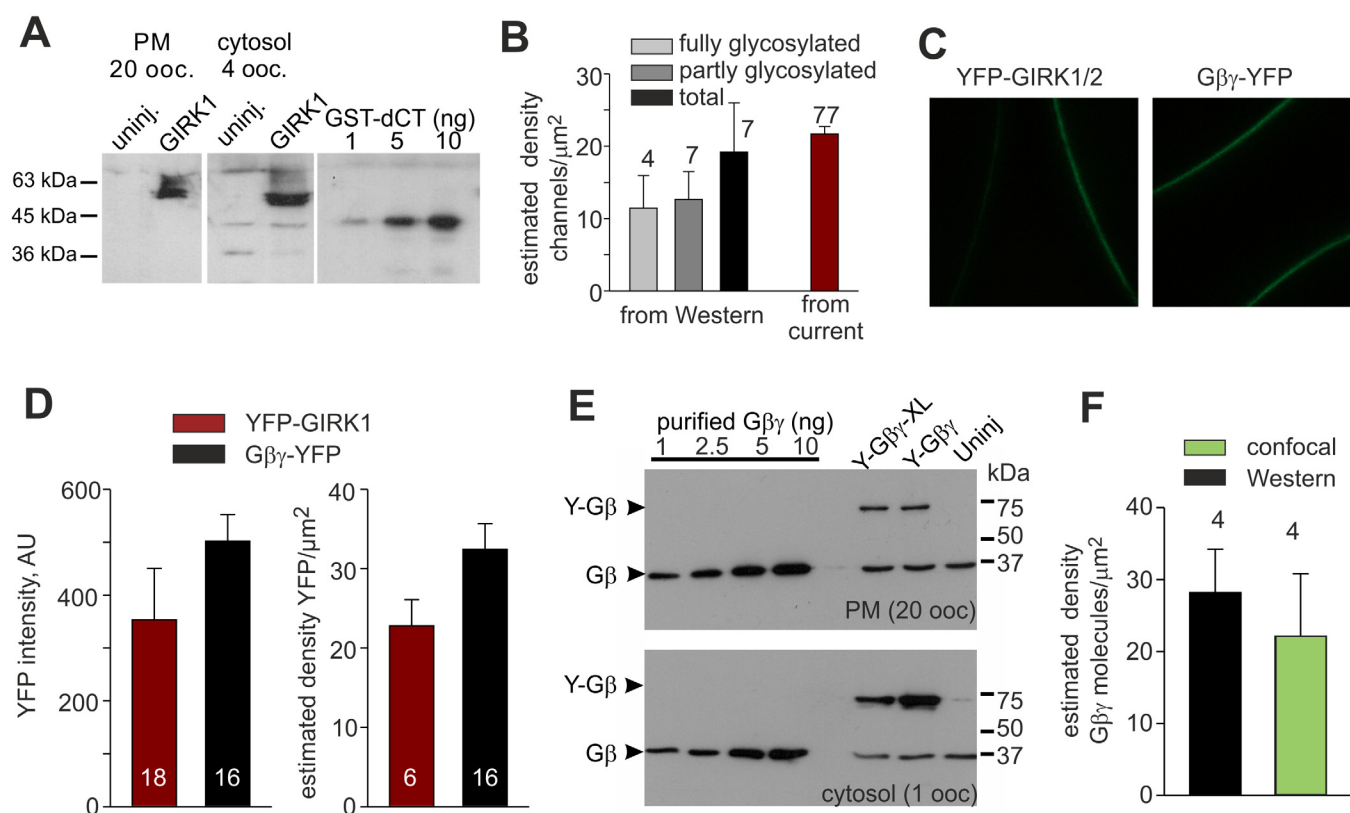 A
PM
20 ooc.
cytosol
4 ooc.
uninj.
GIRK1
uninj.
GIRK1
GST-dCT (ng)
1 5 10
63 kDa
45 kDa
36 kDa
B
fully glycosylated
partly glycosylated
total
estimated density
channels/μm²
30
20
10
0
4
7
7
77
from Western
from
current
C
YFP-GIRK1/2
Gβγ-YFP
D
YFP-GIRK1
Gβγ-YFP
YFP intensity, AU
600
400
200
0
18
16
estimated density YFP/μm²
40
30
20
10
0
6
16
E
purified Gβγ (ng)
1 2.5 5 10
Y-Gβγ-XL
Y-Gβγ
Uninj
kDa
Y-Gβ
75
50
Gβ
37
PM (20 ooc)
Y-Gβ
75
50
Gβ
37
cytosol (1 ooc)
F
confocal
Western
estimated density
Gβγ molecules/μm²
40
30
20
10
0
4
4